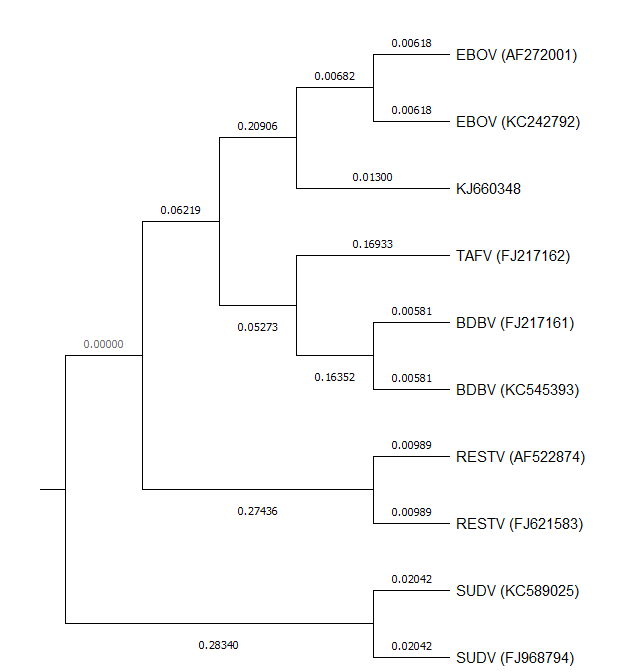 0.00618
EBOV (AF272001)
0.00682
0.00618
EBOV (KC242792)
0.20906
0.01300
KJ660348
0.06219
0.16933
TAFV (FJ217162)
0.05273
0.00581
BDBV (FJ217161)
0.00000
0.16352
0.00581
BDBV (KC545393)
0.00989
RESTV (AF522874)
0.27436
0.00989
RESTV (FJ621583)
0.02042
SUDV (KC589025)
0.28340
0.02042
SUDV (FJ968794)